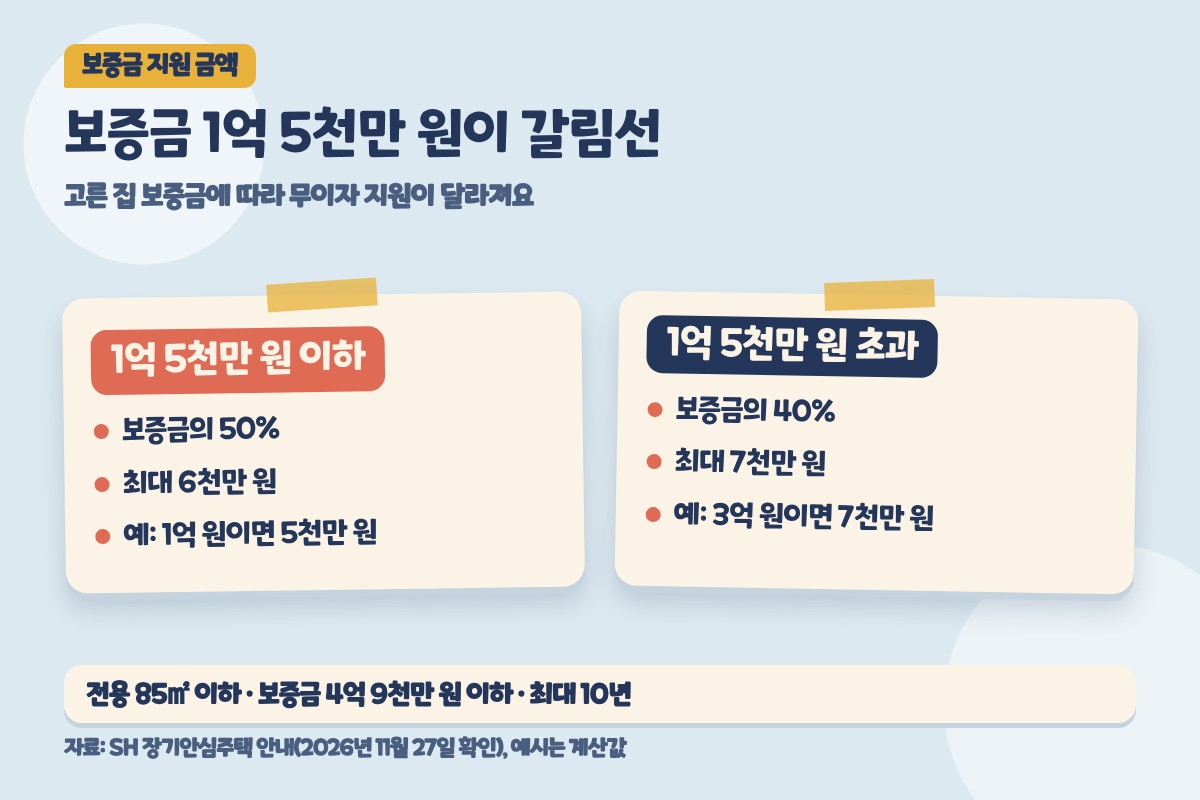 보증금 지원 금액
보증금 1억 5천만 원이 갈림선
고른 집 보증금에 따라 무이자 지원이 달라져요
1억 5천만 원 이하
보증금의 50%
최대 6천만 원
예: 1억 원이면 5천만 원
1억 5천만 원 초과
보증금의 40%
최대 7천만 원
예: 3억 원이면 7천만 원
전용 85㎡ 이하 · 보증금 4억 9천만 원 이하 · 최대 10년
자료: SH 장기안심주택 안내(2026년 11월 27일 확인), 예시는 계산값